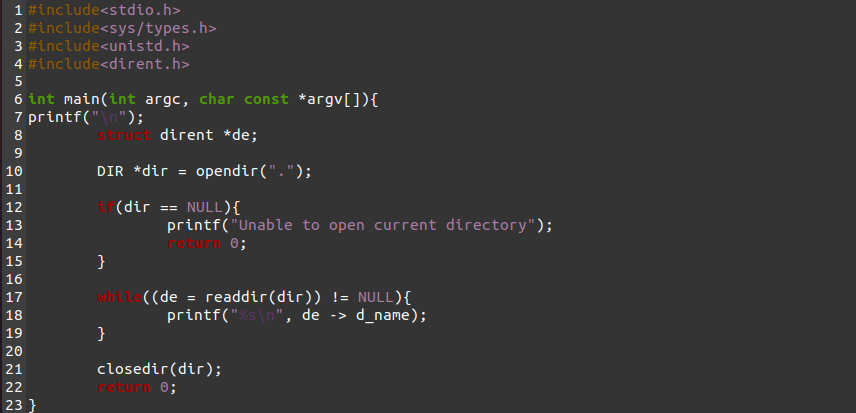 1 #include<stdio.h>
2 #include<sys/types.h>
3 #include<unistd.h>
4 #include<dirent.h>
5
6 int main(int argc, char const *argv[]){
7 printf("\n");
8         struct dirent *de;
9
10         DIR *dir = opendir(".");
11
12         if(dir == NULL){
13                 printf("Unable to open current directory");
14                 return 0;
15         }
16
17         while((de = readdir(dir)) != NULL){
18                 printf("%s\n", de -> d_name);
19         }
20
21         closedir(dir);
22         return 0;
23 }